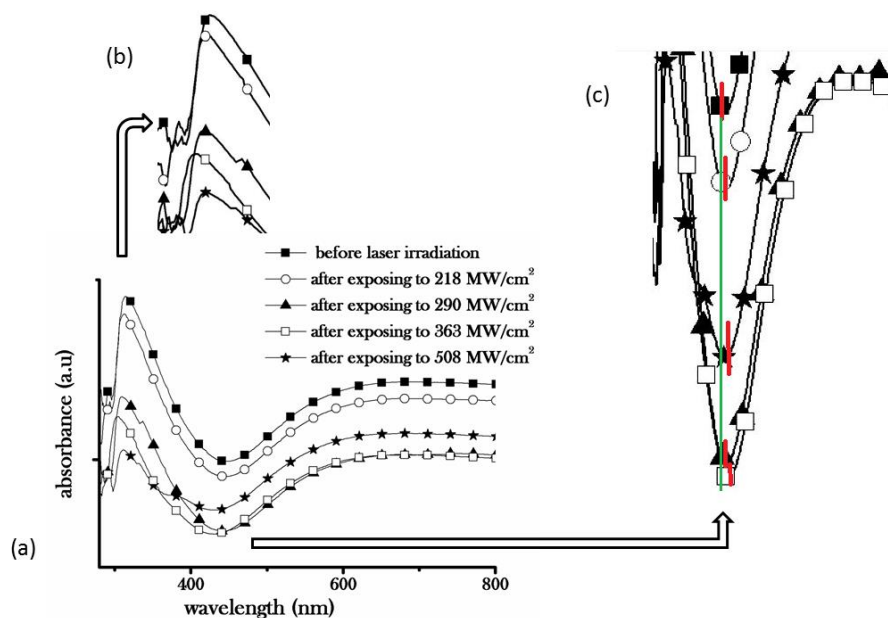 (b)
(c)
before laser irradiation
after exposing to 218 MW/cm²
after exposing to 290 MW/cm²
after exposing to 363 MW/cm²
after exposing to 508 MW/cm²
absorbance (a.u)
(a)
400 600 800
wavelength (nm)